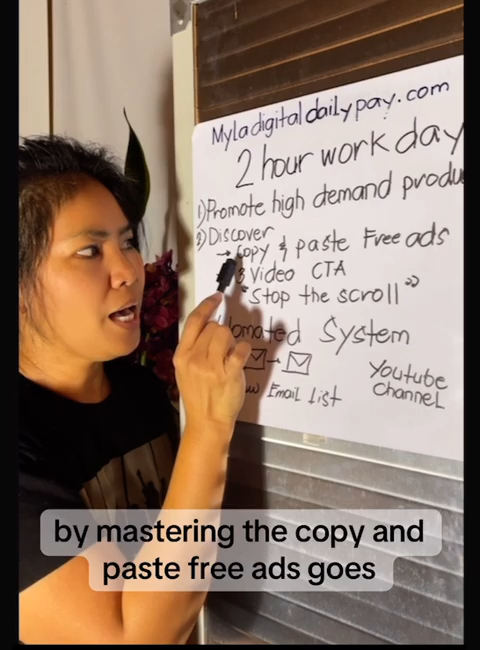 Myladigitaldailypay.com
2 hour work day
1) Promote high demand produ
2) Discover
→ Copy & paste Free ads
3 Video CTA
"Stop the scroll"
tomated System
Youtube
Email list
Channel
by mastering the copy and
paste free ads goes